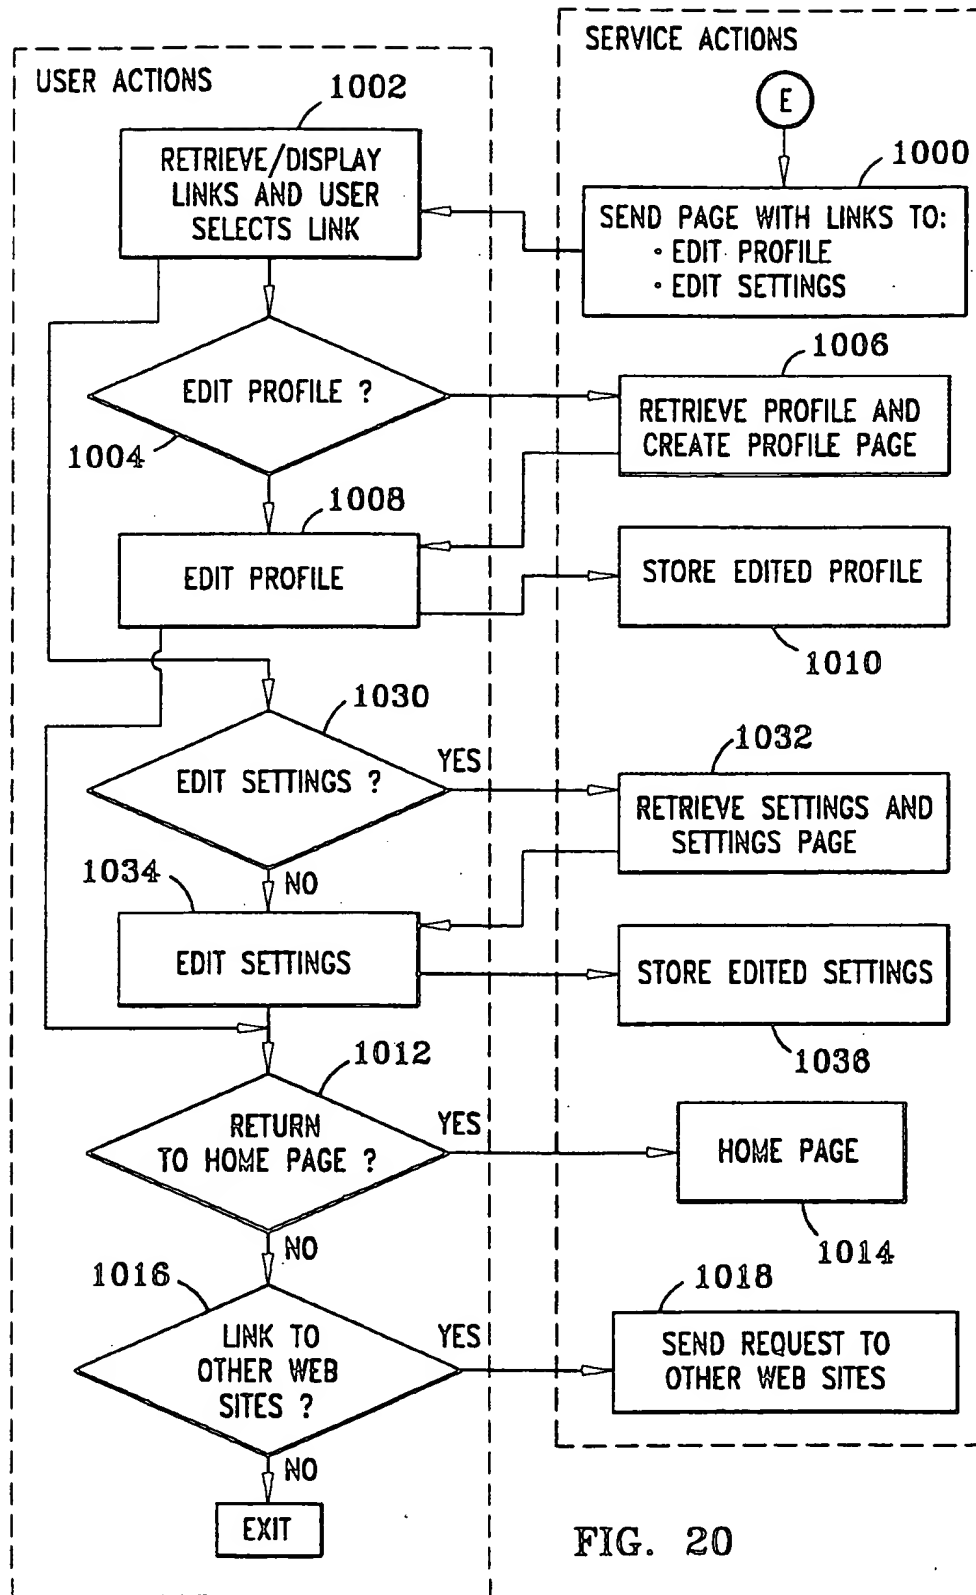 SERVICE ACTIONS
USER ACTIONS
E
1002
1000
RETRIEVE/DISPLAY
LINKS AND USER
SELECTS LINK
SEND PAGE WITH LINKS TO:
• EDIT PROFILE
• EDIT SETTINGS
1006
EDIT PROFILE ?
RETRIEVE PROFILE AND
CREATE PROFILE PAGE
1004
1008
EDIT PROFILE
STORE EDITED PROFILE
1010
1030
1032
EDIT SETTINGS ?
YES
RETRIEVE SETTINGS AND
SETTINGS PAGE
1034
NO
EDIT SETTINGS
STORE EDITED SETTINGS
1036
1012
RETURN
TO HOME PAGE ?
YES
HOME PAGE
NO
1014
1016
1018
LINK TO
OTHER WEB
SITES ?
YES
SEND REQUEST TO
OTHER WEB SITES
NO
EXIT
FIG. 20